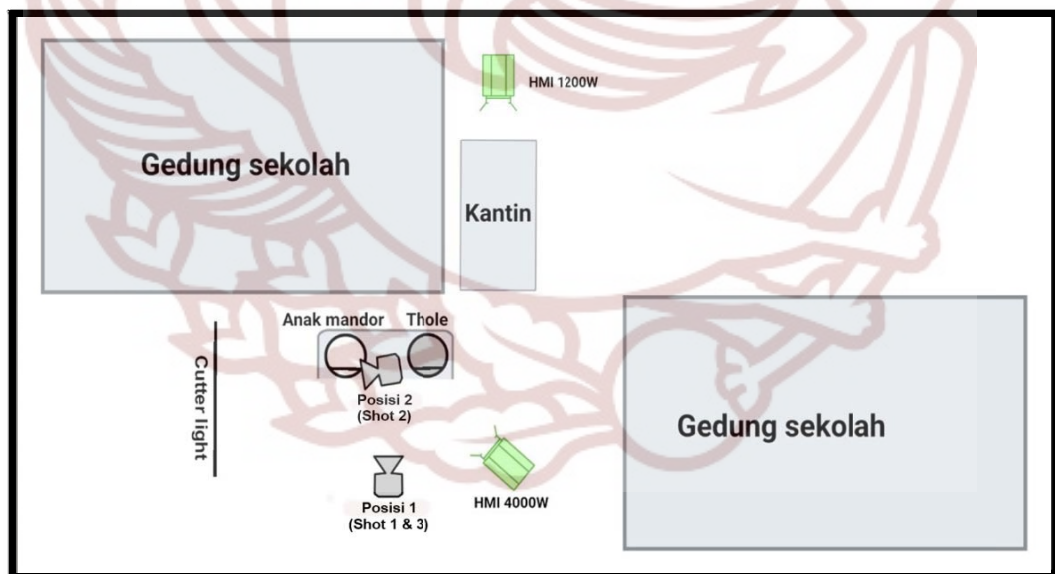 HMI 1200W
Gedung sekolah
Kantin
Anak mandor
Thole
Cutter light
Posisi 2
(Shot 2)
Gedung sekolah
HMI 4000W
Posisi 1
(Shot 1 & 3)